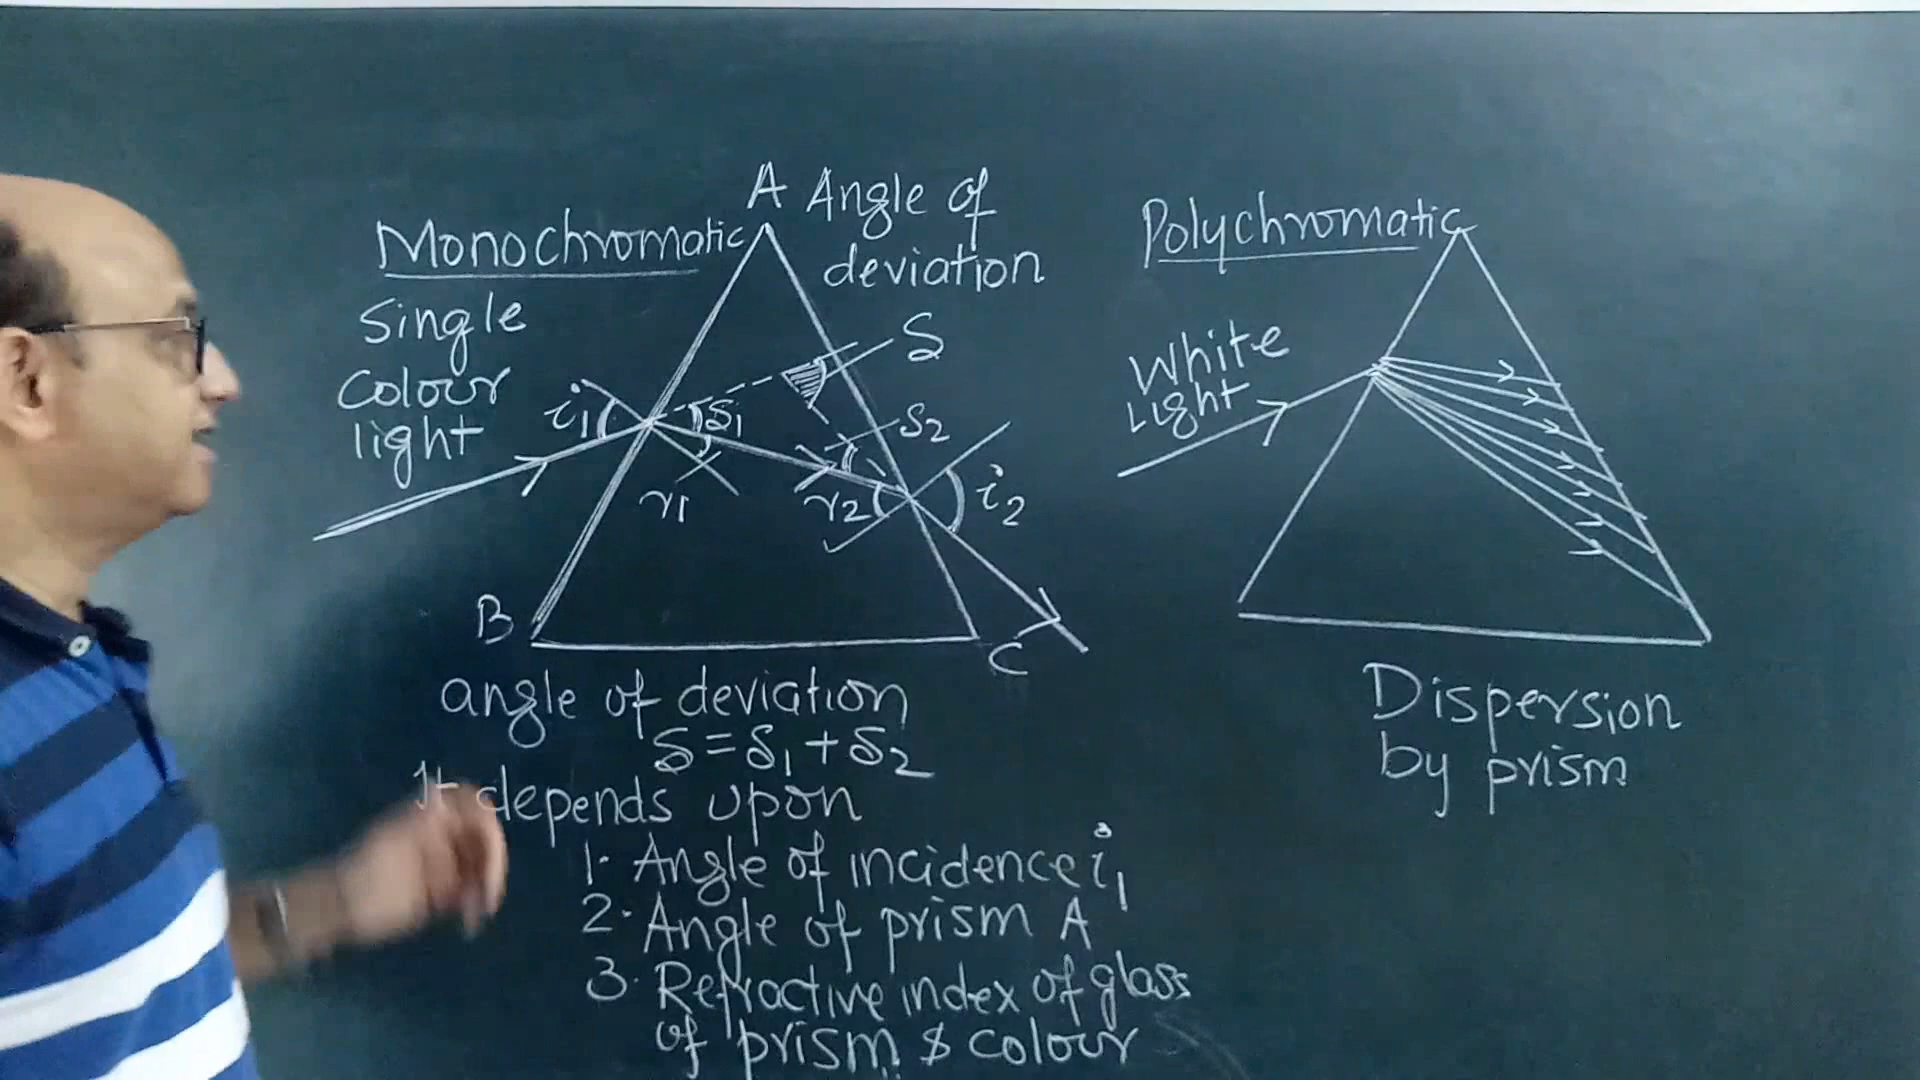 A Angle of
deviation
Monochromatic
Single
colour
light
i1
δ1
r1
r2
δ
δ2
i2
B
C
angle of deviation
δ = δ1 + δ2
It depends upon
1. Angle of incidence i1
2. Angle of prism A
3. Refractive index of glass
of prism & colour
Polychromatic
White
Light
Dispersion
by prism